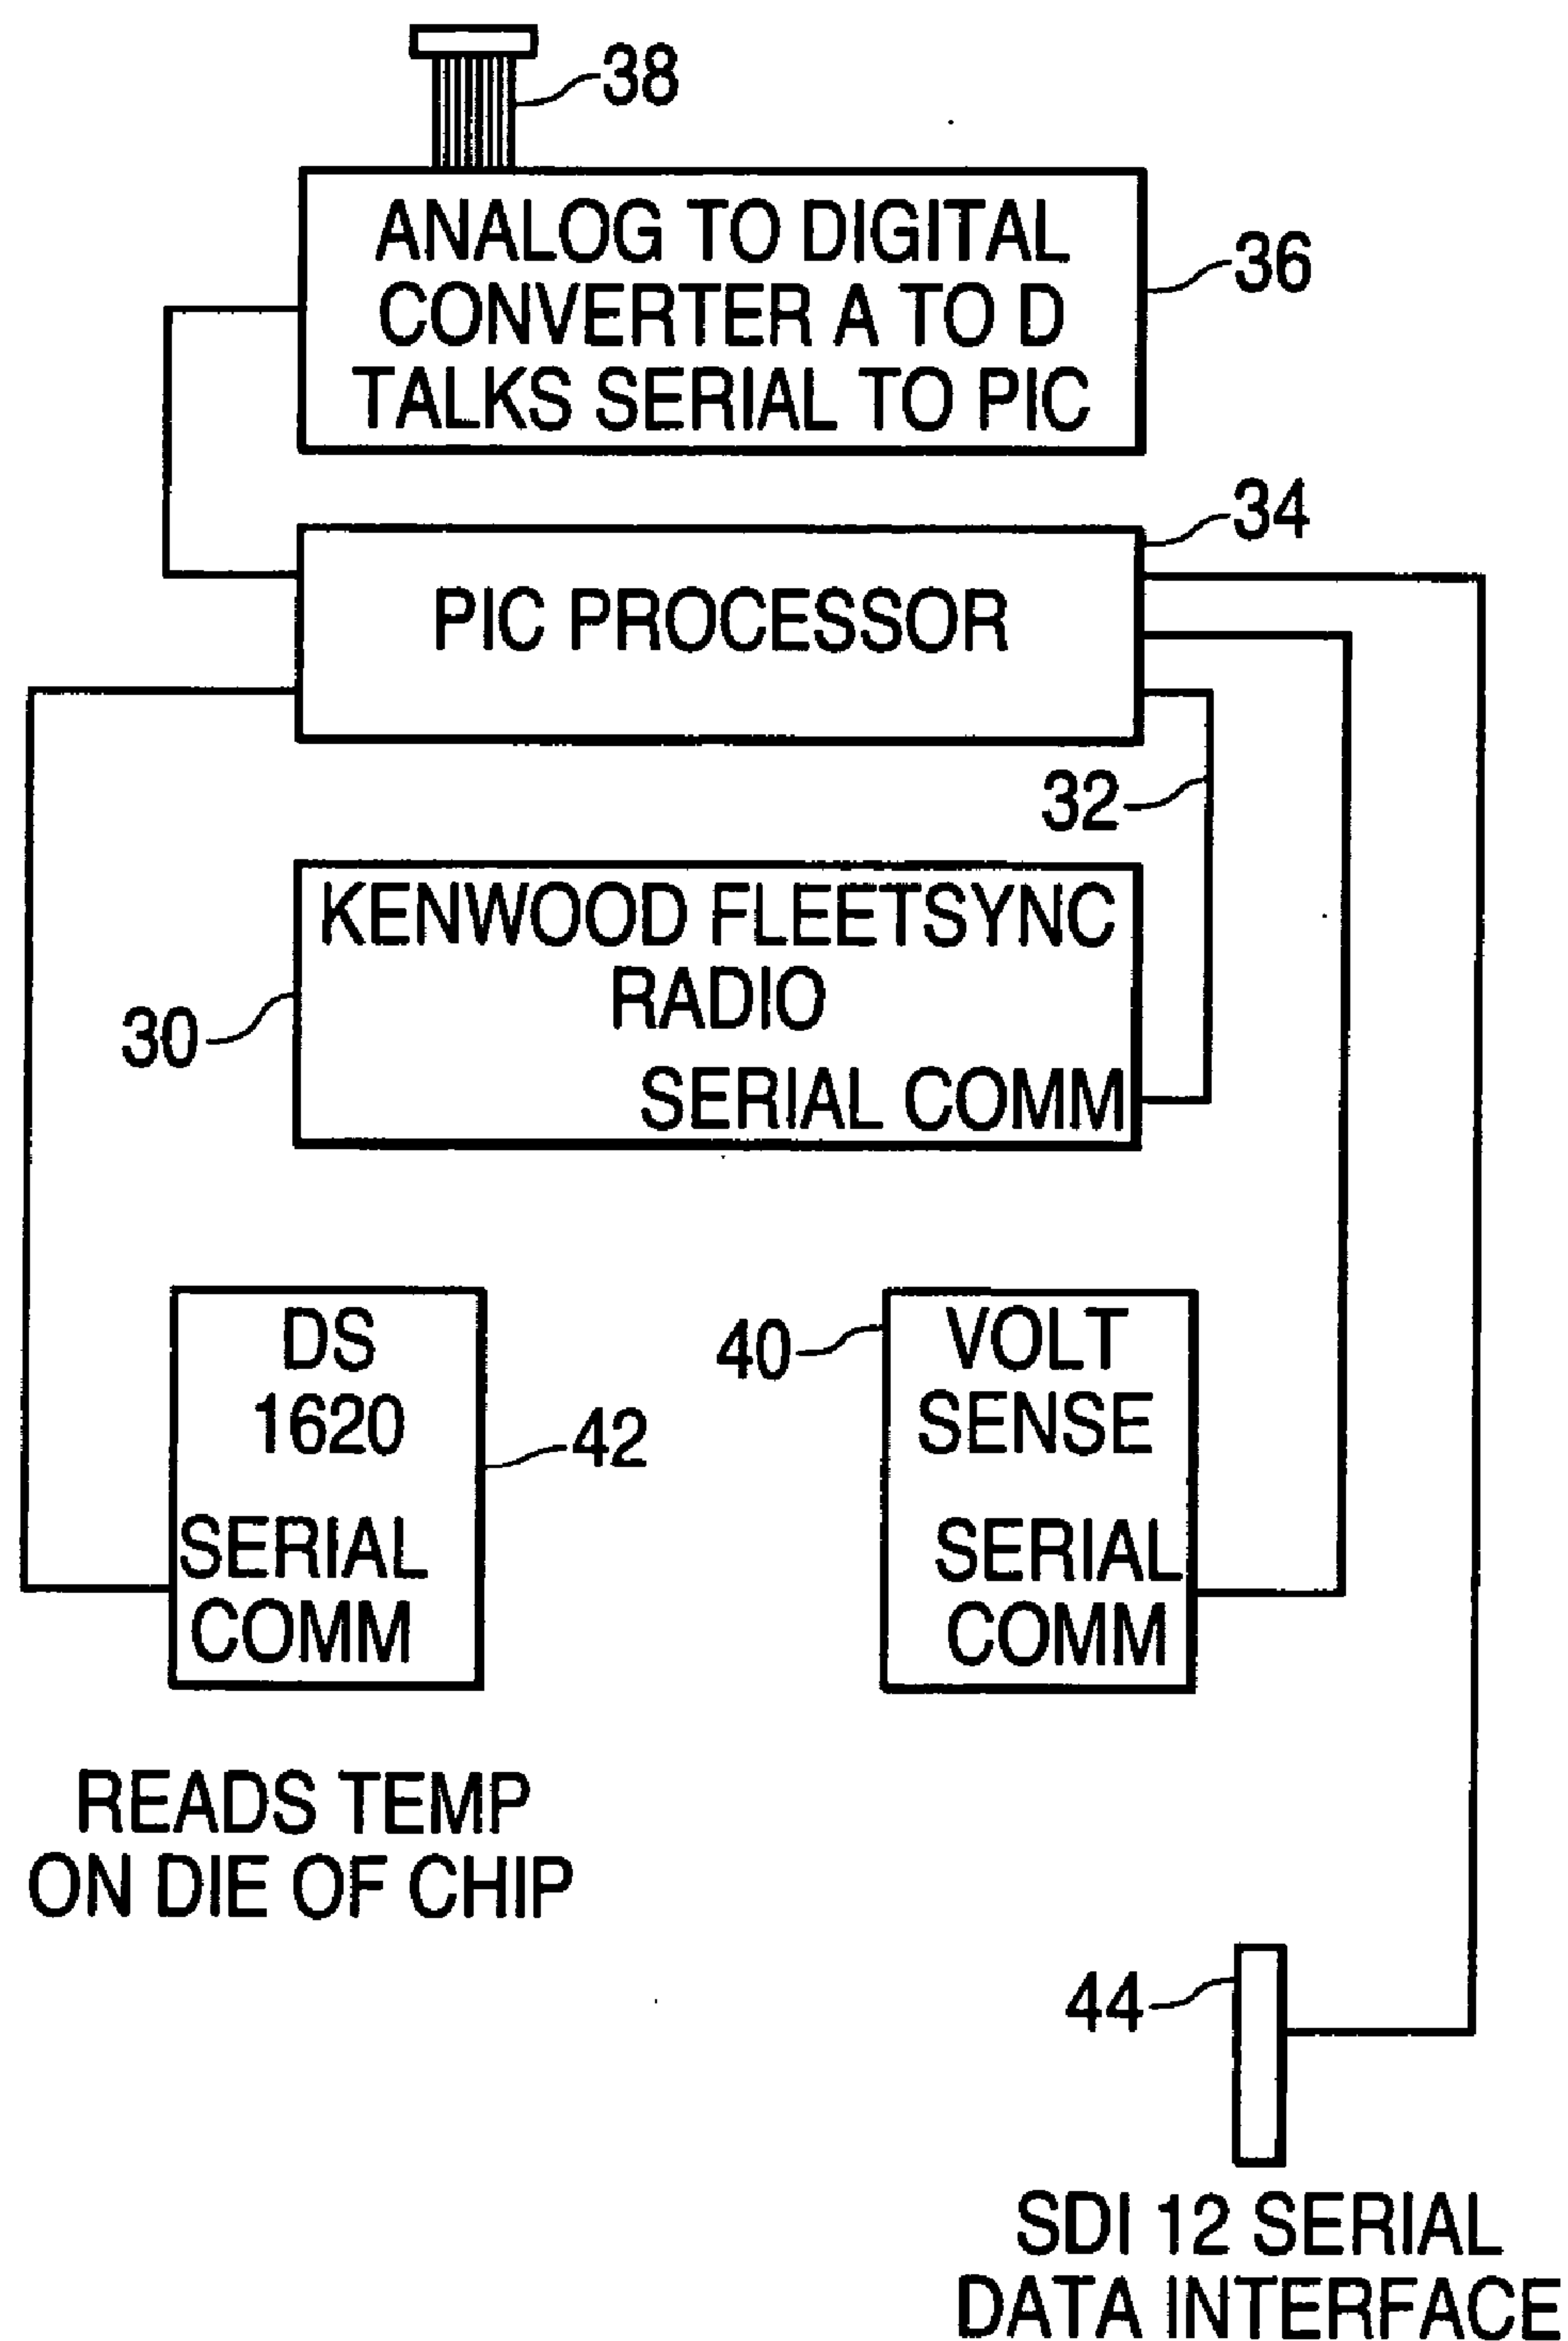 38
ANALOG TO DIGITAL
CONVERTER A TO D
TALKS SERIAL TO PIC
36
34
PIC PROCESSOR
32
KENWOOD FLEETSYNC
RADIO
30
SERIAL COMM
DS
1620
SERIAL
COMM
42
40
VOLT
SENSE
SERIAL
COMM
READS TEMP
ON DIE OF CHIP
44
SDI 12 SERIAL
DATA INTERFACE